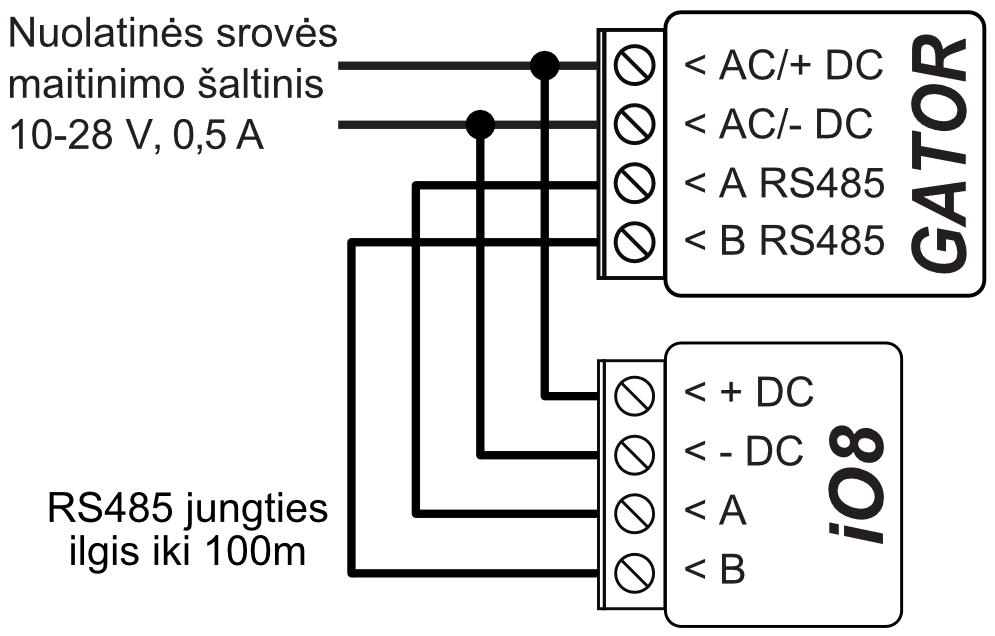 Nuolatinės srovės
maitinimo šaltinis
10-28 V, 0,5 A
< AC/+ DC
< AC/- DC
< A RS485
< B RS485
GATOR
< + DC
< - DC
< A
< B
iO8
RS485 jungties
ilgis iki 100m